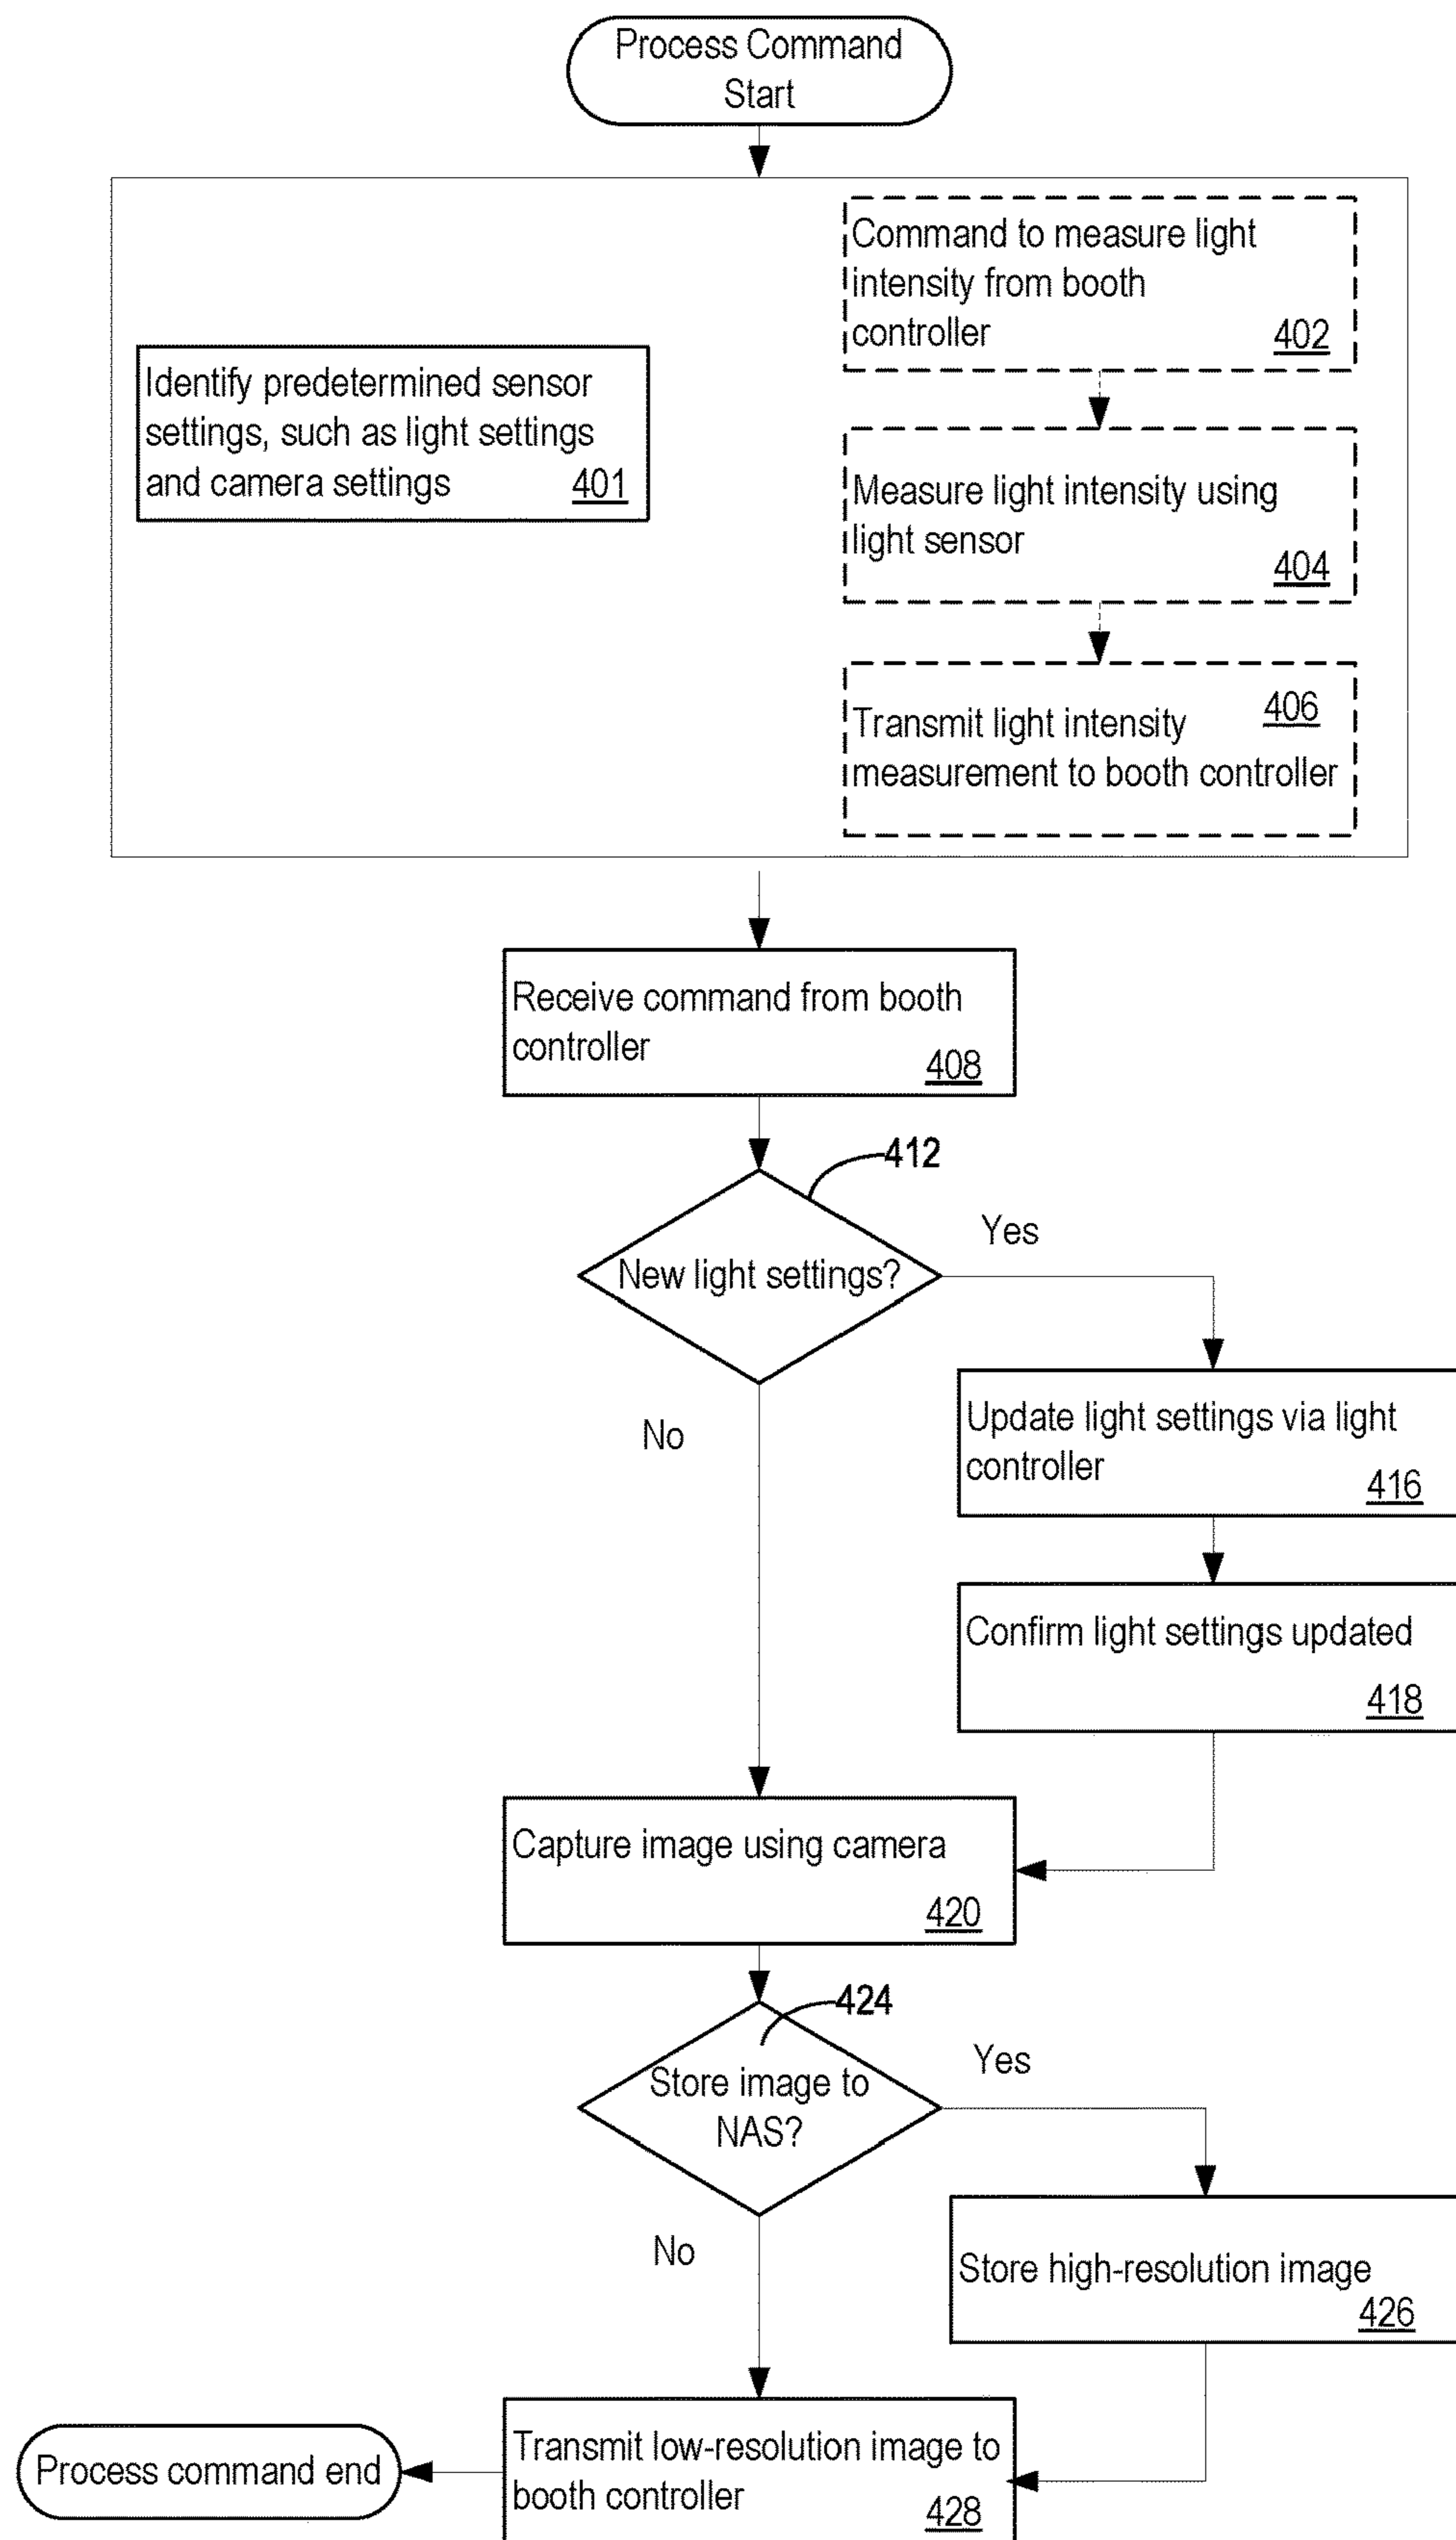 Process Command
Start
Command to measure light
intensity from booth
controller
402
Identify predetermined sensor
settings, such as light settings
and camera settings
401
Measure light intensity using
light sensor
404
406
Transmit light intensity
measurement to booth controller
Receive command from booth
controller
408
412
Yes
New light settings?
No
Update light settings via light
controller
416
Confirm light settings updated
418
Capture image using camera
420
424
Yes
Store image to
NAS?
No
Store high-resolution image
426
Transmit low-resolution image to
booth controller
428
Process command end